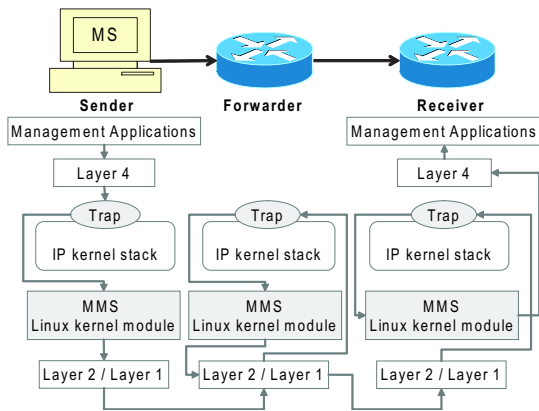 MS
Sender
Forwarder
Receiver
Management Applications
Management Applications
Layer 4
Layer 4
Trap
Trap
Trap
IP kernel stack
IP kernel stack
IP kernel stack
MMS
Linux kernel module
MMS
Linux kernel module
MMS
Linux kernel module
Layer 2 / Layer 1
Layer 2 / Layer 1
Layer 2 / Layer 1